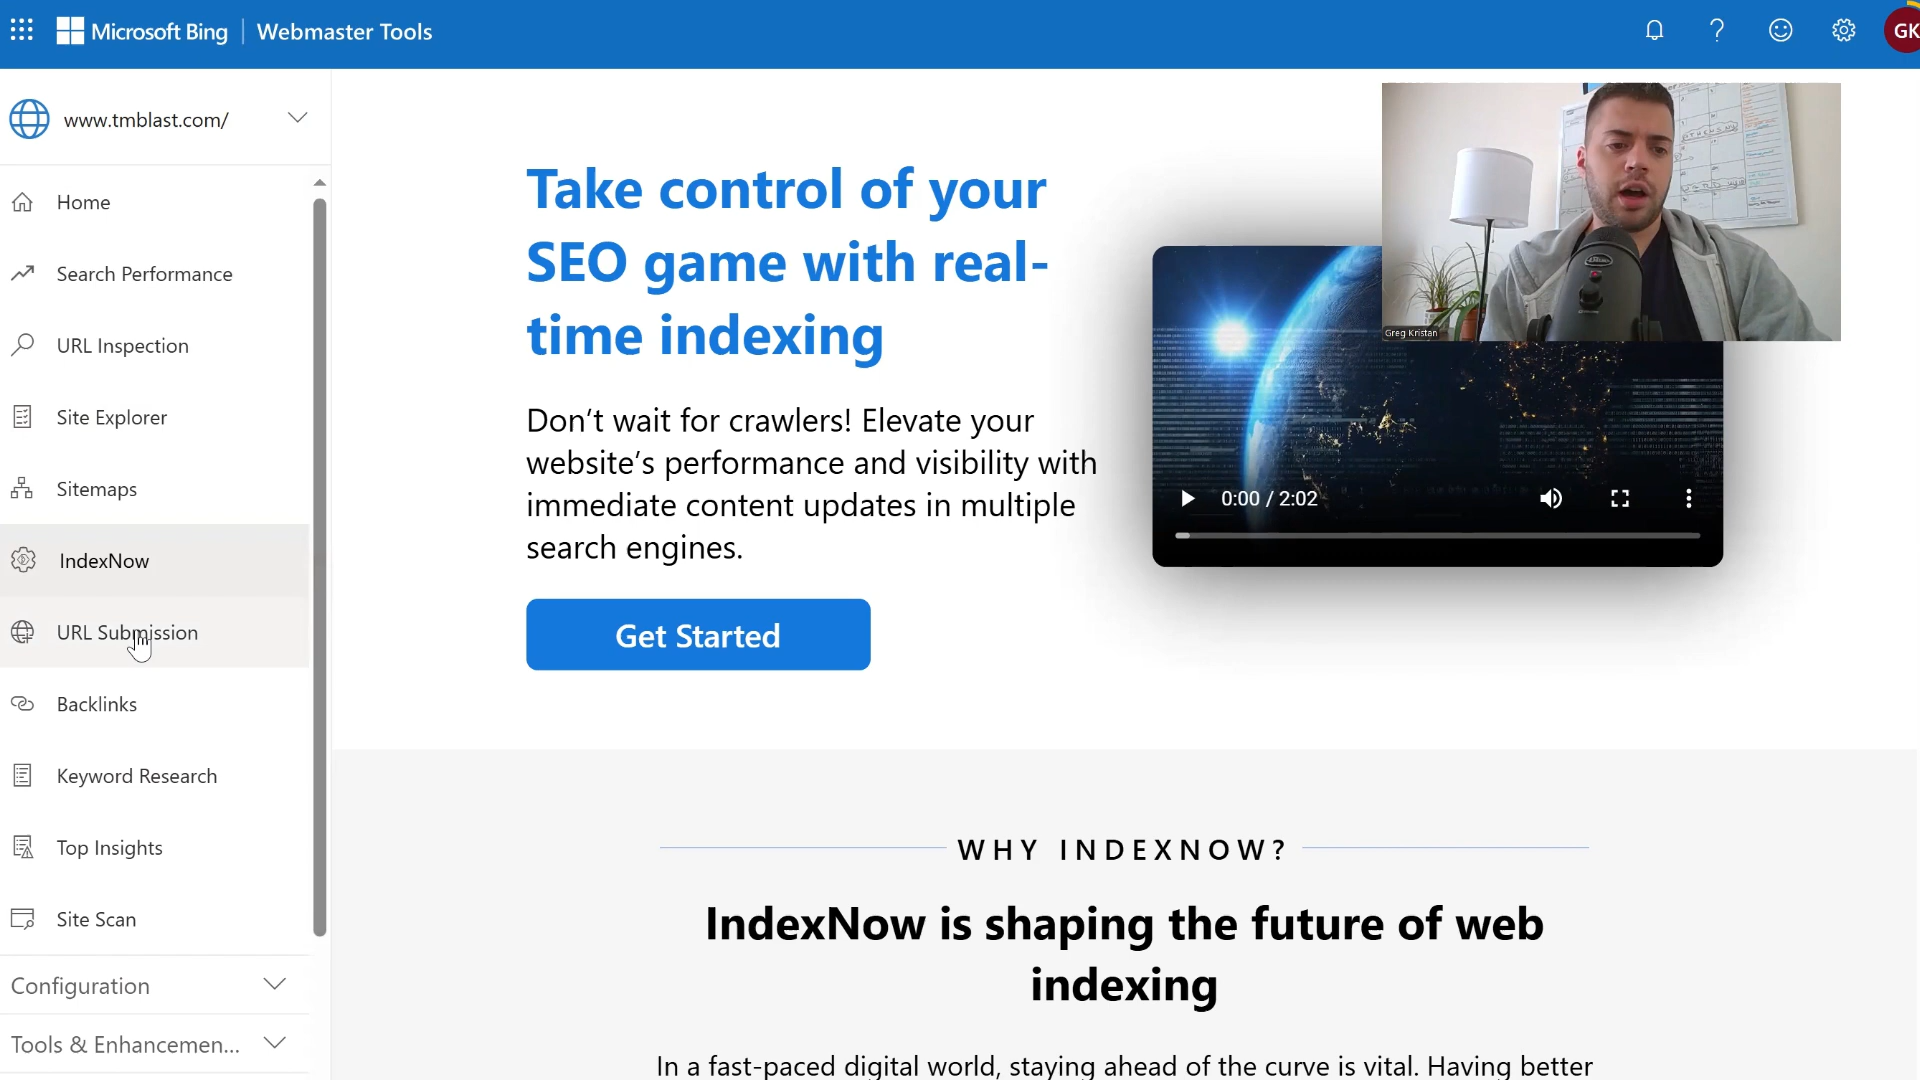 Microsoft Bing | Webmaster Tools
GK
www.tmblast.com/
Home
Search Performance
URL Inspection
Site Explorer
Sitemaps
IndexNow
URL Submission
Backlinks
Keyword Research
Top Insights
Site Scan
Configuration
Tools & Enhancemen...
Take control of your
SEO game with real-
time indexing
Don't wait for crawlers! Elevate your
website's performance and visibility with
immediate content updates in multiple
search engines.
Get Started
Greg Kristan
0:00 / 2:02
WHY INDEXNOW?
IndexNow is shaping the future of web
indexing
In a fast-paced digital world, staying ahead of the curve is vital. Having better